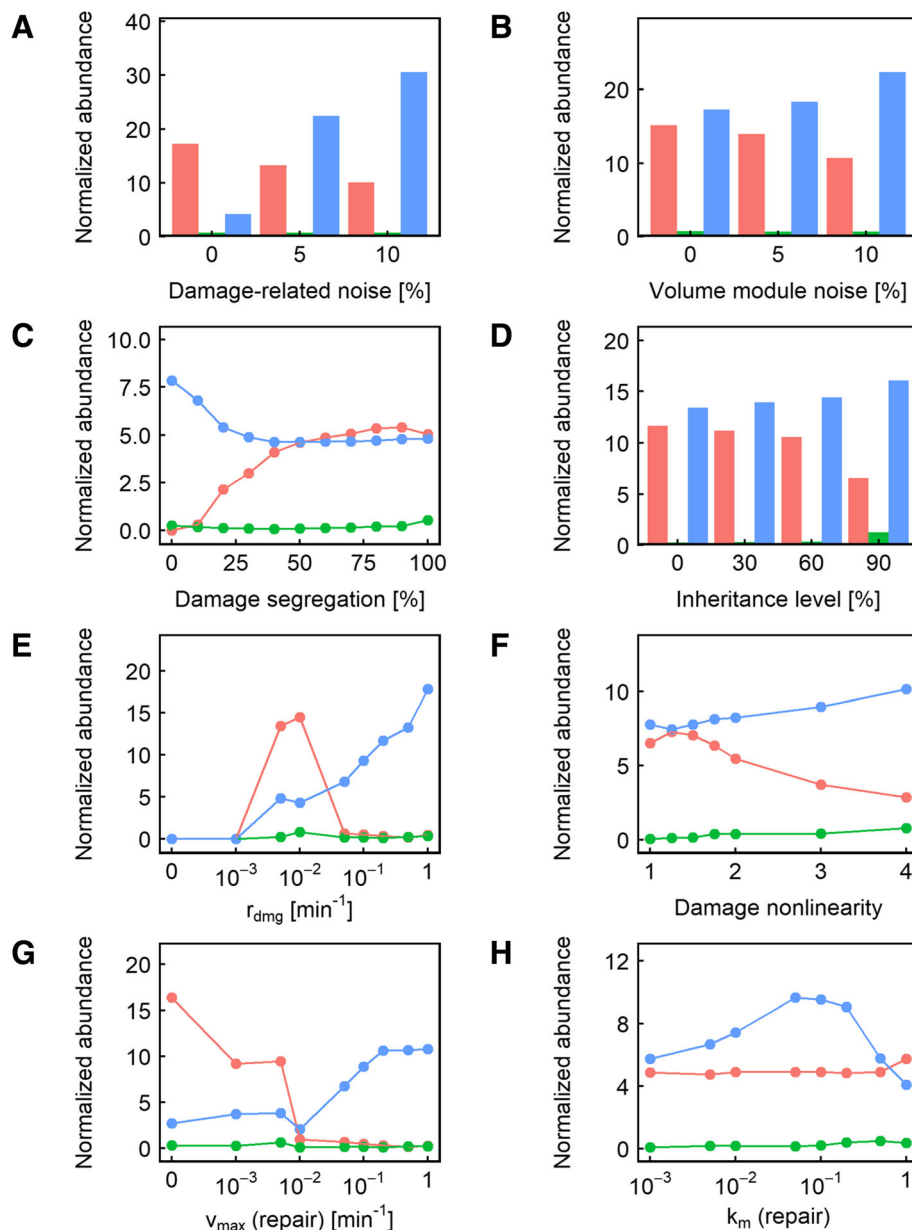 A
Normalized abundance
40
30
20
10
0
0 5 10
Damage-related noise [%]
B
Normalized abundance
20
10
0
0 5 10
Volume module noise [%]
C
Normalized abundance
10.0
7.5
5.0
2.5
0.0
0 25 50 75 100
Damage segregation [%]
D
Normalized abundance
20
15
10
5
0
0 30 60 90
Inheritance level [%]
E
Normalized abundance
20
15
10
5
0
0 10⁻³ 10⁻² 10⁻¹ 1
r_dmg [min⁻¹]
F
Normalized abundance
10
5
0
1 2 3 4
Damage nonlinearity
G
Normalized abundance
20
15
10
5
0
0 10⁻³ 10⁻² 10⁻¹ 1
v_max (repair) [min⁻¹]
H
Normalized abundance
12
8
4
0
10⁻³ 10⁻² 10⁻¹ 1
k_m (repair)